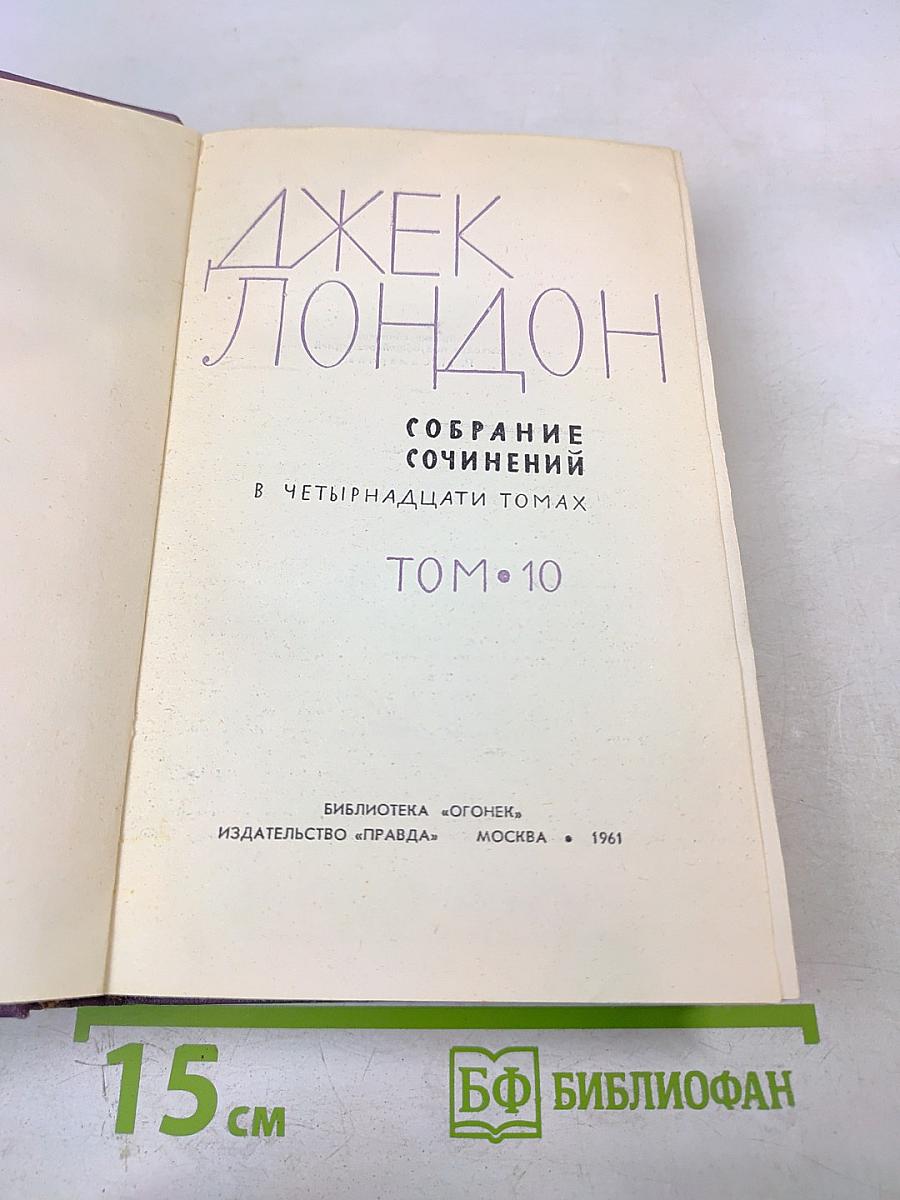 ДЖЕК
ЛОНДОН
СОБРАНИЕ
СОЧИНЕНИЙ
В ЧЕТЫРНАДЦАТИ ТОМАХ
ТОМ • 10
БИБЛИОТЕКА «ОГОНЕК»
ИЗДАТЕЛЬСТВО «ПРАВДА» МОСКВА • 1961
15 см
БФ БИБЛИОФАН